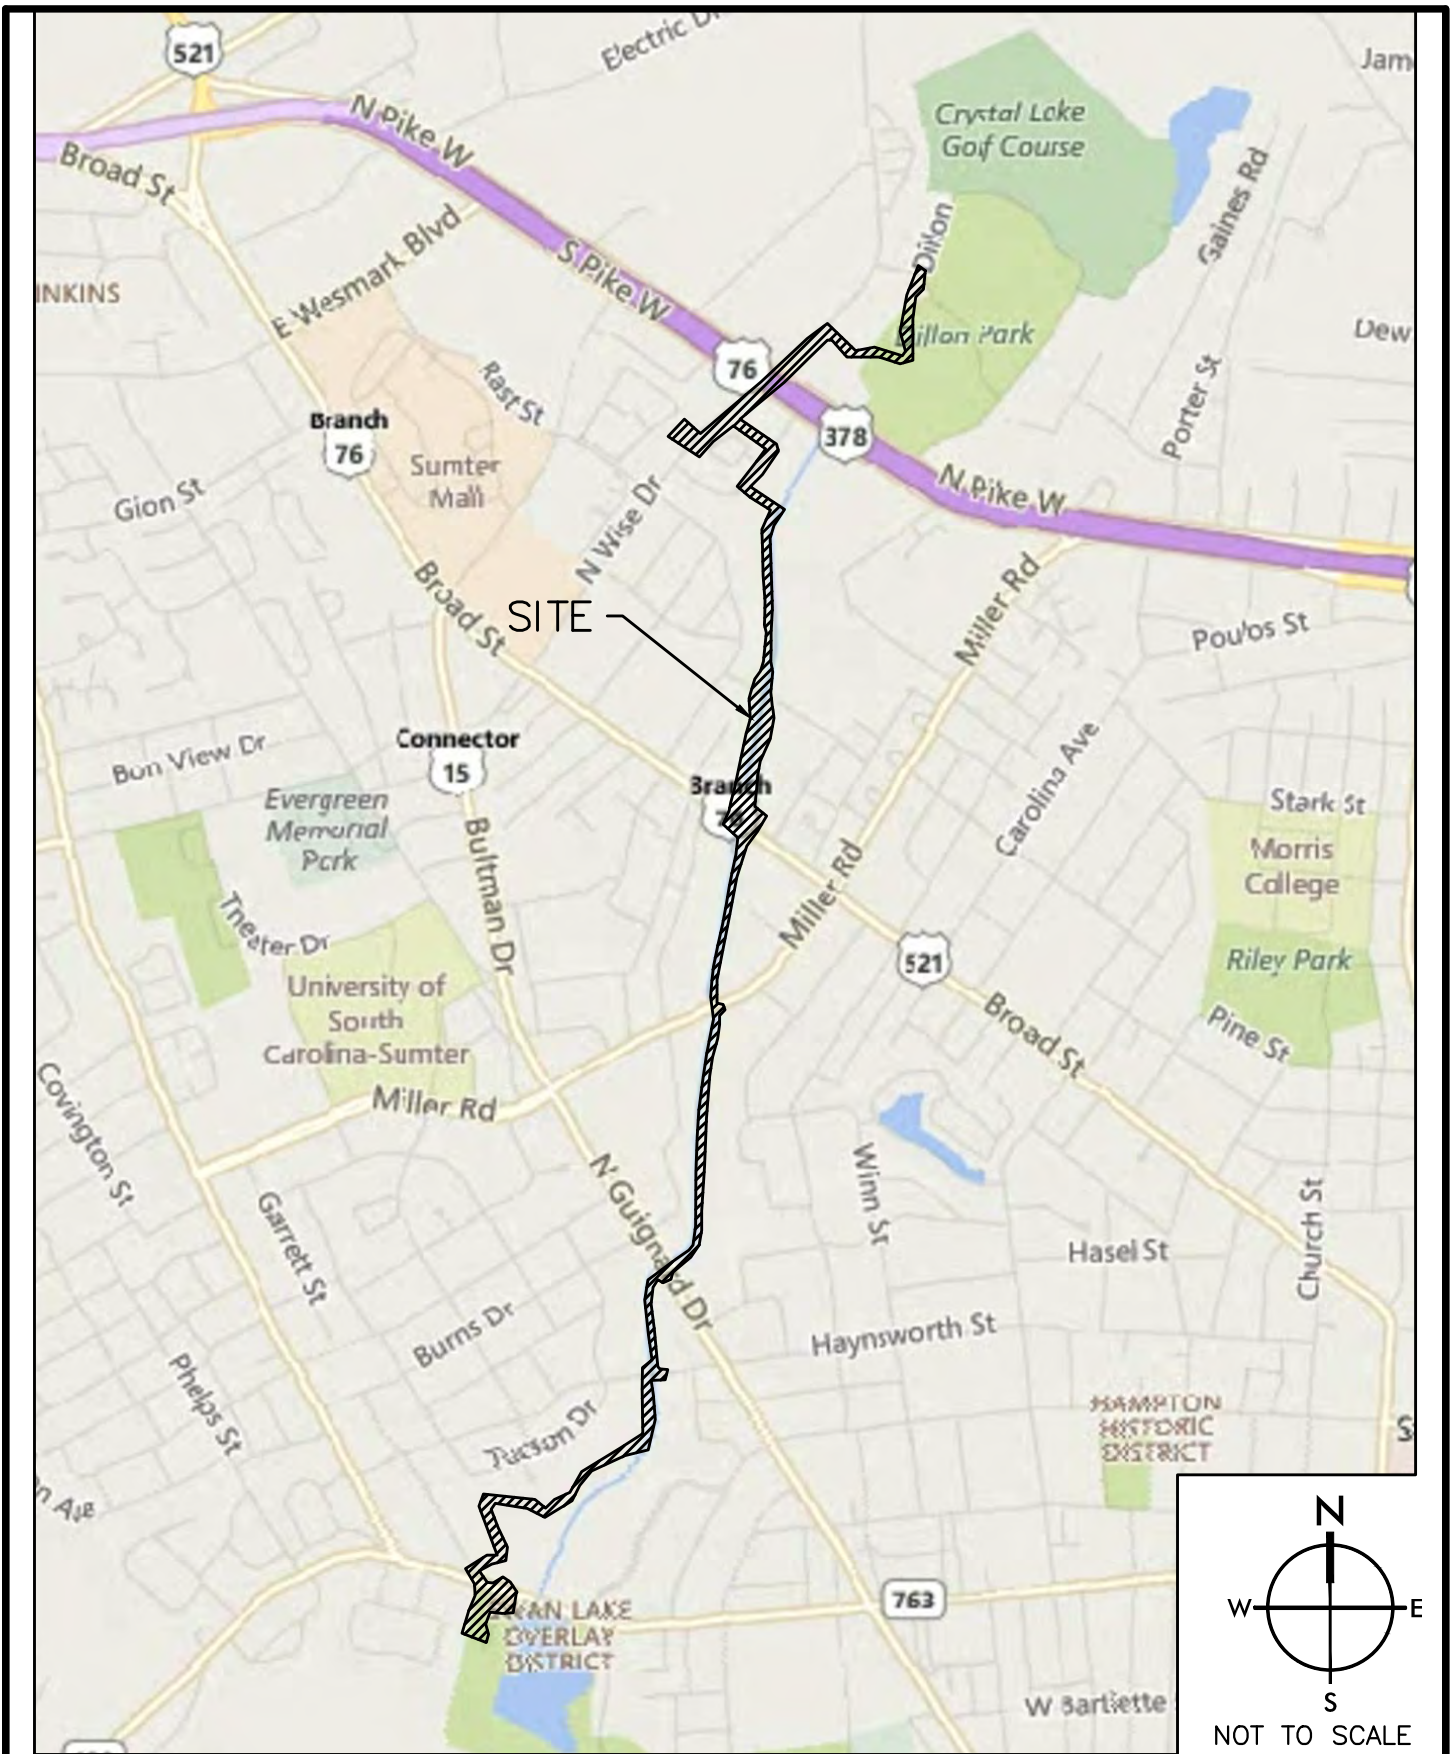 521
Electric Dr
Jam
N Pike W
Crystal Lake
Golf Course
Broad St
Gaines Rd
E Wesmark Blvd
S Pike W
Dillon
INKINS
Dillon Park
Dew
76
Rast St
Porter St
Branch
76
378
Sumter
Mall
N Pike W
Gion St
N Wise Dr
Broad St
SITE
Miller Rd
Poulos St
Bon View Dr
Connector
15
Carolina Ave
Branch
Evergreen
Memorial
Park
Stark St
Bultman Dr
Morris
College
Miller Rd
Theater Dr
521
Riley Park
University of
South
Carolina-Sumter
Broad St
Pine St
Covington St
Miller Rd
N Guignard Dr
Winn St
Garrett St
Hasel St
Church St
Burns Dr
Haynsworth St
Phelps St
HAMPTON
HISTORIC
DISTRICT
S
Tucson Dr
n Ave
N
763
SWAN LAKE
OVERLAY
DISTRICT
W
E
S
W Bartlette
NOT TO SCALE